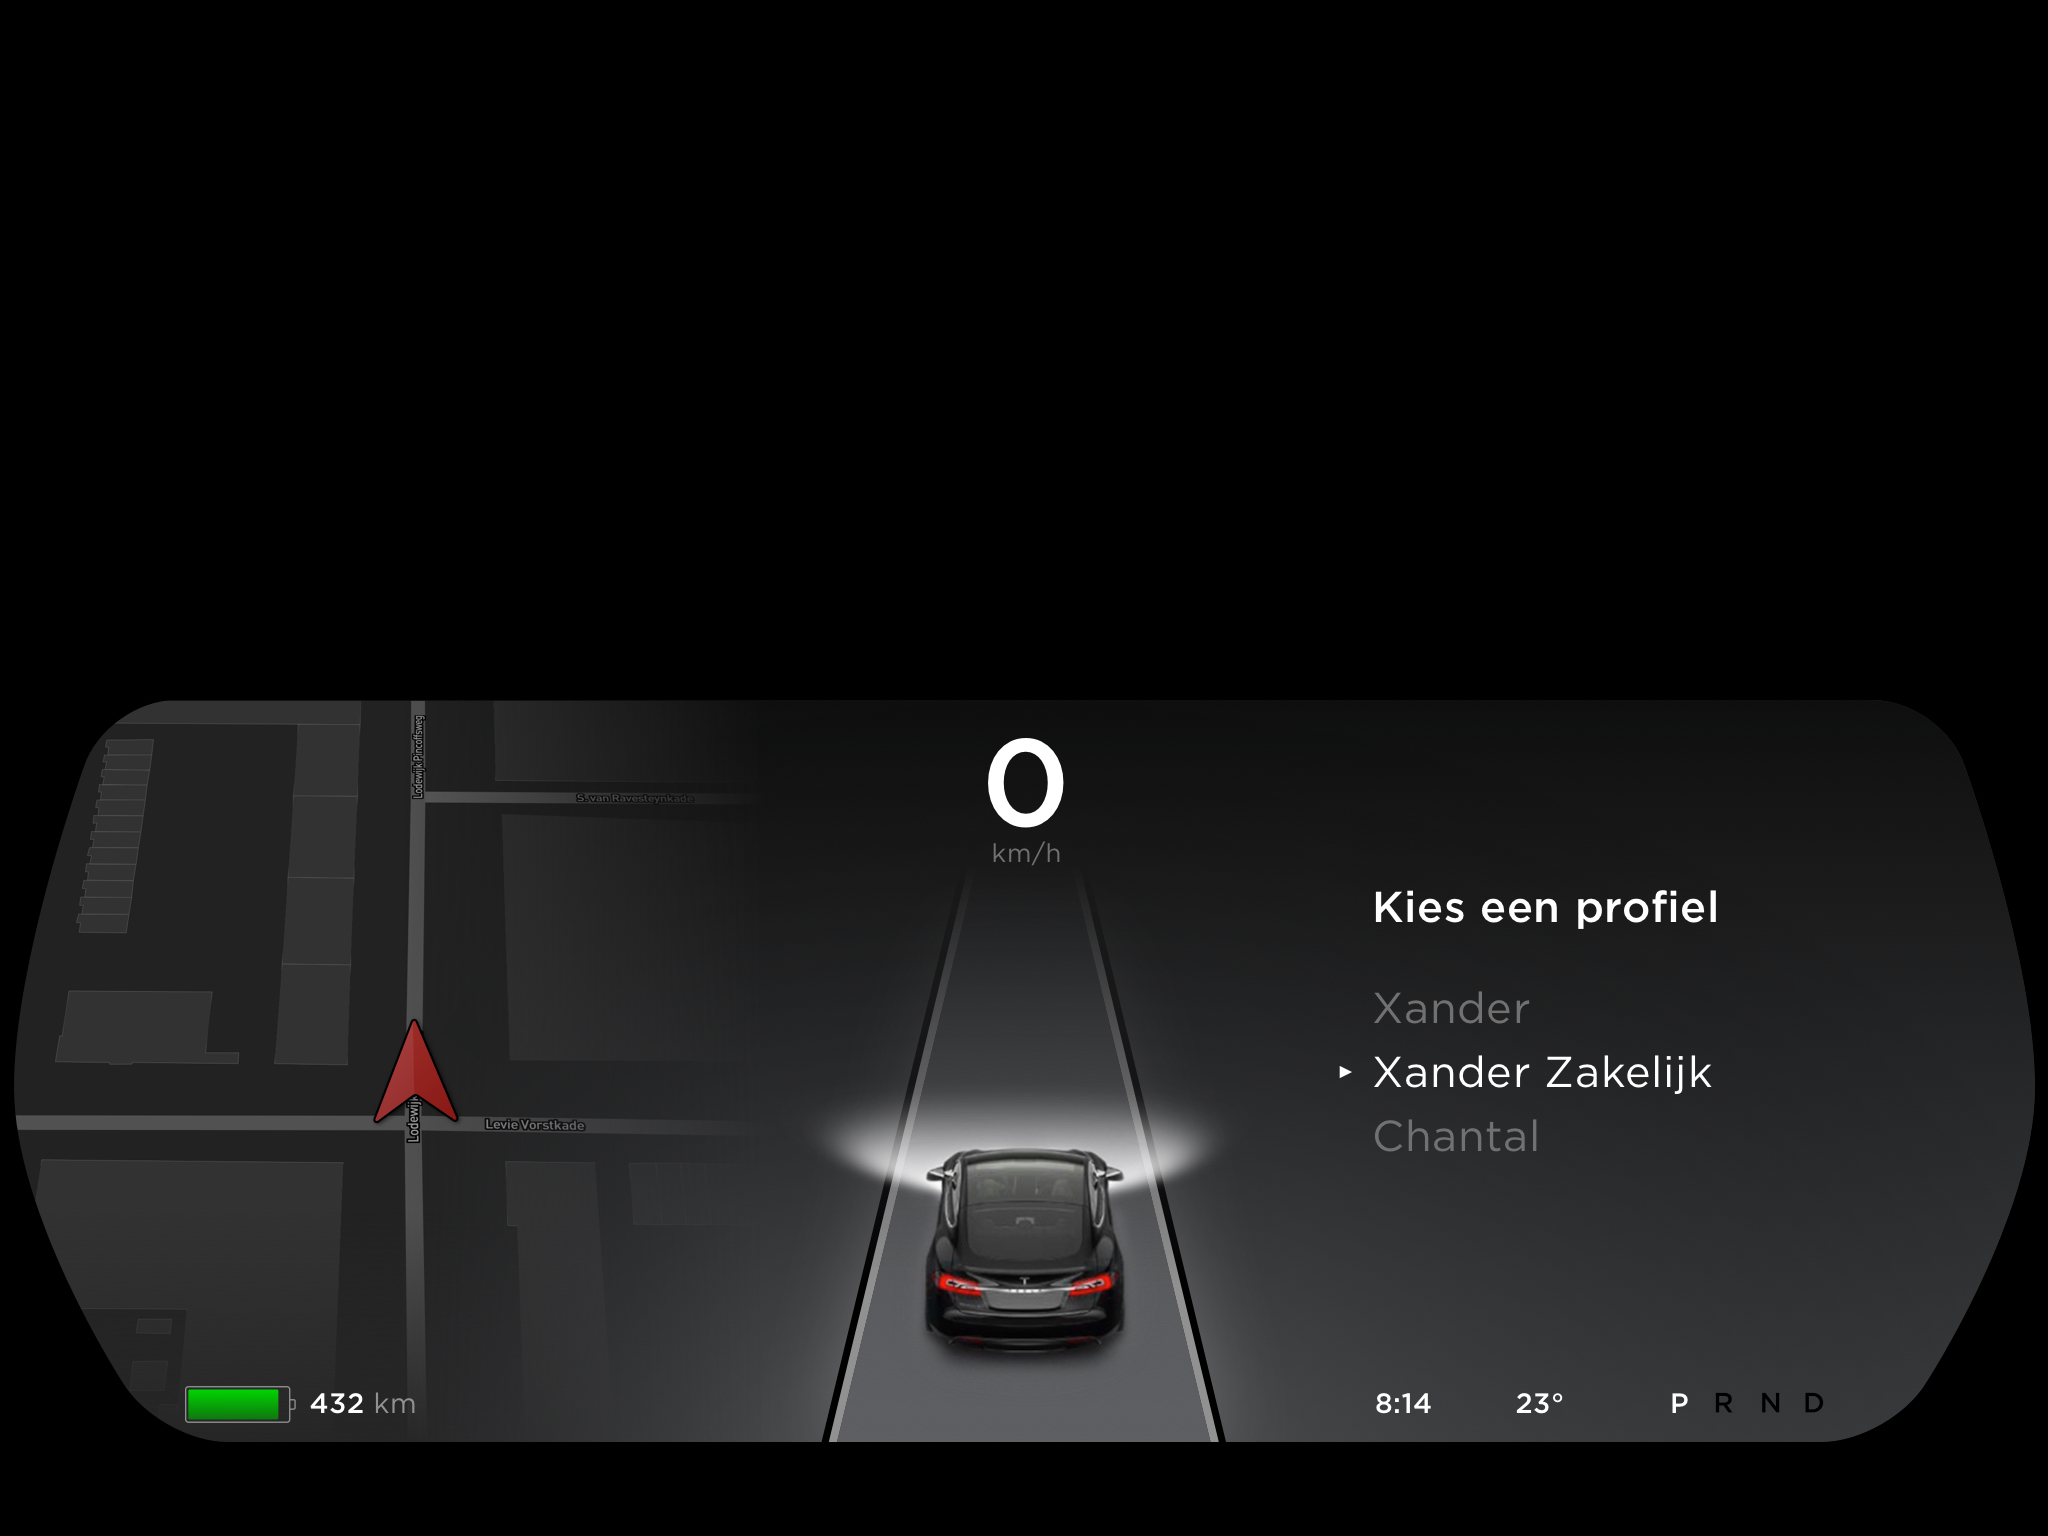 Lodewijk Pincoffsweg
S. van Ravesteynkade
Lodewijk
Levie Vorstkade
432 km
0
km/h
Kies een profiel
Xander
▸ Xander Zakelijk
Chantal
8:14 23° P R N D